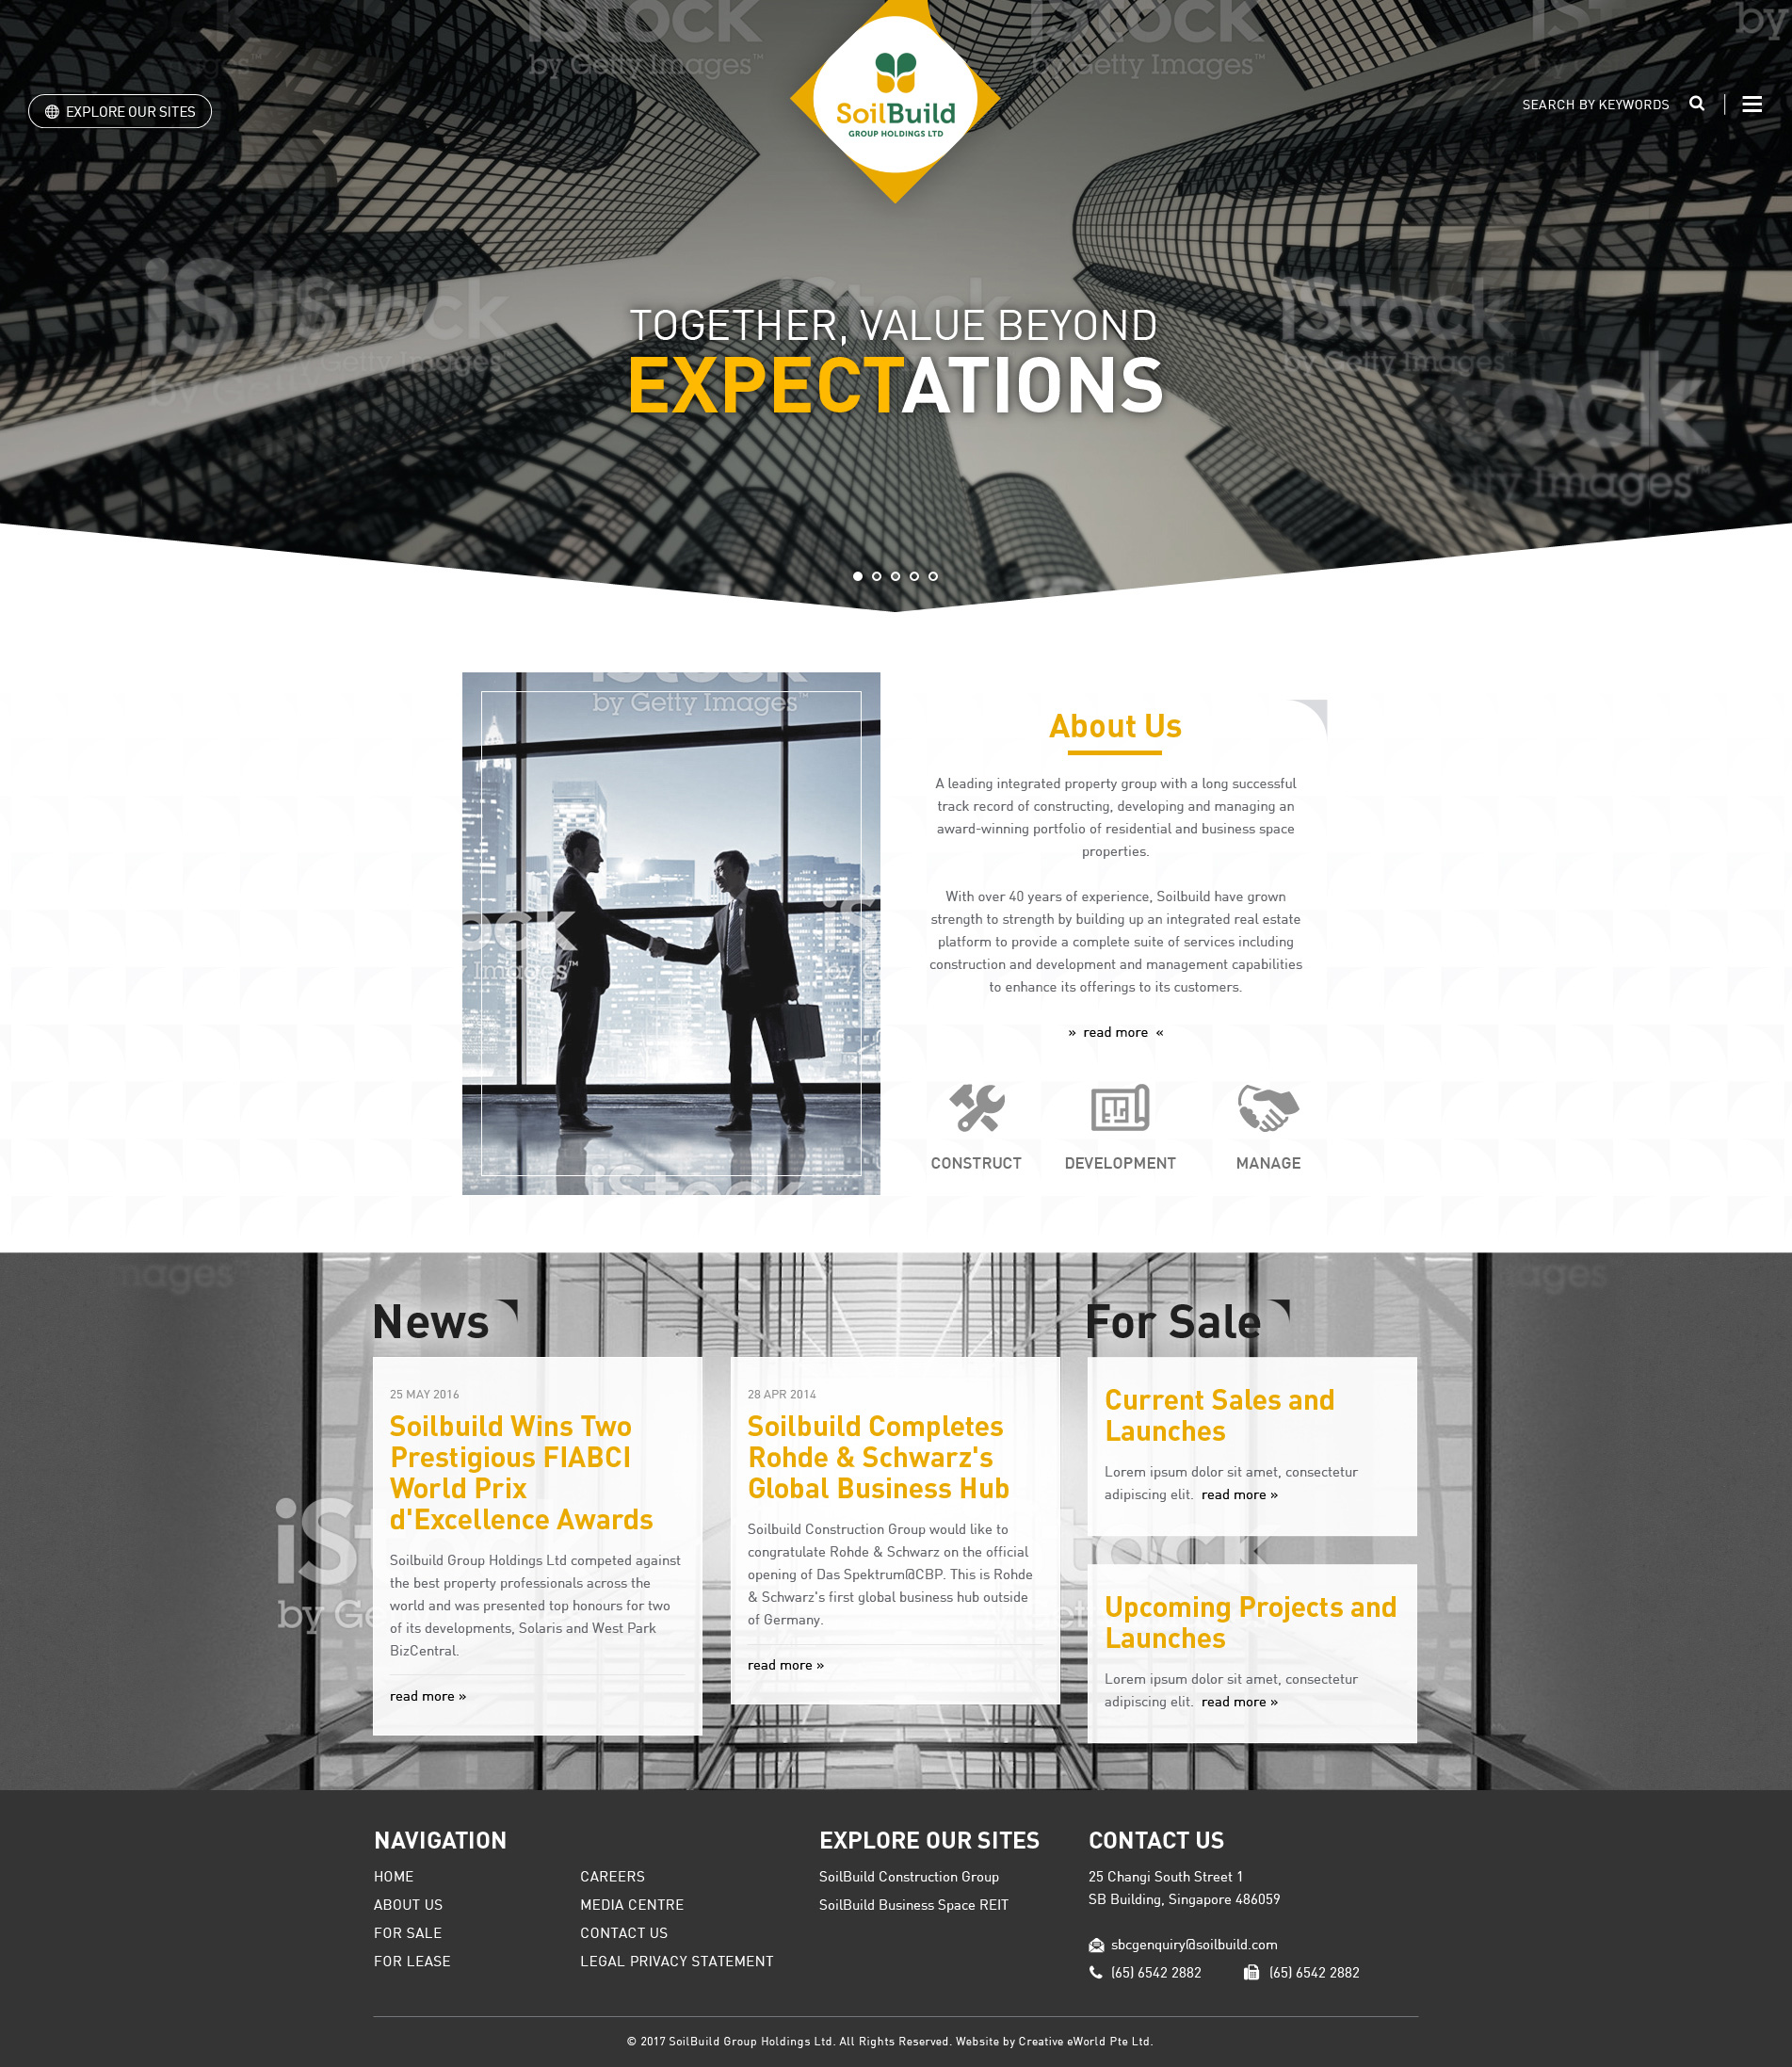 iStock
by Getty Images™
EXPLORE OUR SITES
SoilBuild
GROUP HOLDINGS LTD
SEARCH BY KEYWORDS
TOGETHER, VALUE BEYOND
EXPECTATIONS
by Getty Images™
About Us
A leading integrated property group with a long successful
track record of constructing, developing and managing an
award-winning portfolio of residential and business space
properties.
With over 40 years of experience, Soilbuild have grown
strength to strength by building up an integrated real estate
platform to provide a complete suite of services including
construction and development and management capabilities
to enhance its offerings to its customers.
» read more «
CONSTRUCT
DEVELOPMENT
MANAGE
News
25 MAY 2016
Soilbuild Wins Two
Prestigious FIABCI
World Prix
d'Excellence Awards
Soilbuild Group Holdings Ltd competed against
the best property professionals across the
world and was presented top honours for two
of its developments, Solaris and West Park
BizCentral.
read more »
28 APR 2014
Soilbuild Completes
Rohde & Schwarz's
Global Business Hub
Soilbuild Construction Group would like to
congratulate Rohde & Schwarz on the official
opening of Das Spektrum@CBP. This is Rohde
& Schwarz's first global business hub outside
of Germany.
read more »
For Sale
Current Sales and
Launches
Lorem ipsum dolor sit amet, consectetur
adipiscing elit. read more »
Upcoming Projects and
Launches
Lorem ipsum dolor sit amet, consectetur
adipiscing elit. read more »
NAVIGATION
HOME
ABOUT US
FOR SALE
FOR LEASE
CAREERS
MEDIA CENTRE
CONTACT US
LEGAL PRIVACY STATEMENT
EXPLORE OUR SITES
SoilBuild Construction Group
SoilBuild Business Space REIT
CONTACT US
25 Changi South Street 1
SB Building, Singapore 486059
sbcgenquiry@soilbuild.com
(65) 6542 2882
(65) 6542 2882
© 2017 SoilBuild Group Holdings Ltd. All Rights Reserved. Website by Creative eWorld Pte Ltd.